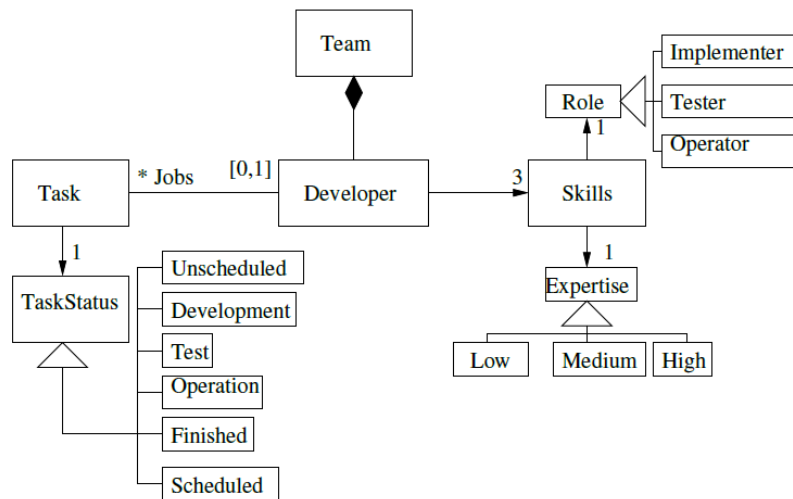 Team
Implementer
Role
Tester
1
Operator
* Jobs
[0,1]
3
Task
Developer
Skills
1
1
Unscheduled
TaskStatus
Expertise
Development
Test
Low
Medium
High
Operation
Finished
Scheduled